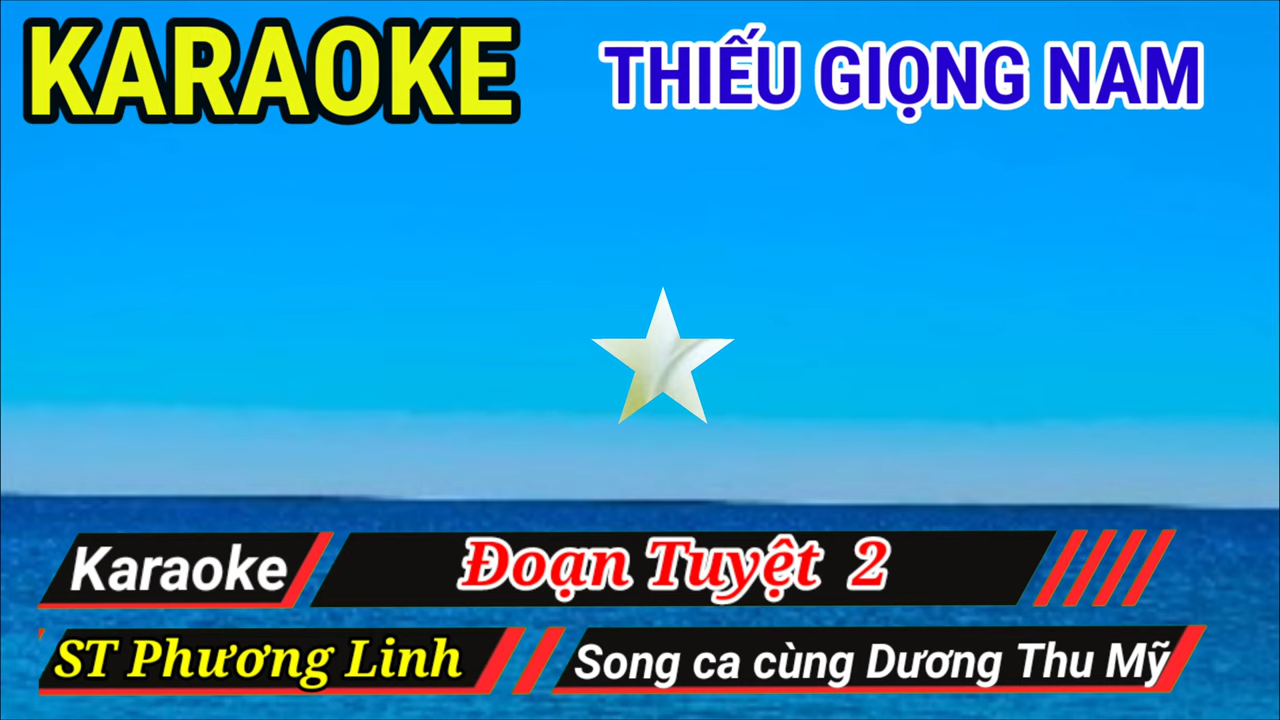 KARAOKE
THIẾU GIỌNG NAM
Karaoke
Đoạn Tuyệt 2
ST Phương Linh
Song ca cùng Dương Thu Mỹ